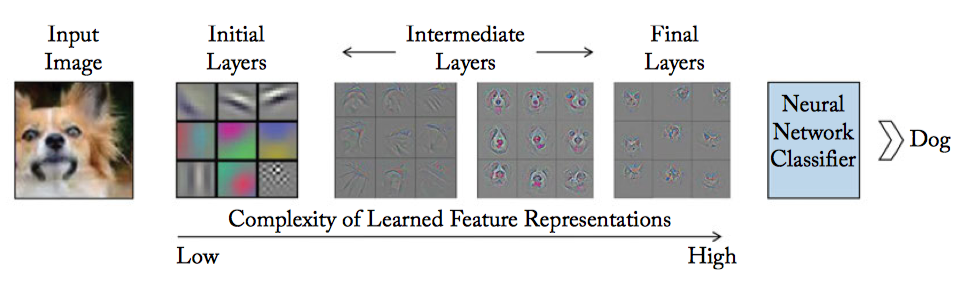 Input
Image
Initial
Layers
Intermediate
Layers
Final
Layers
Neural
Network
Classifier
Dog
Complexity of Learned Feature Representations
Low
High